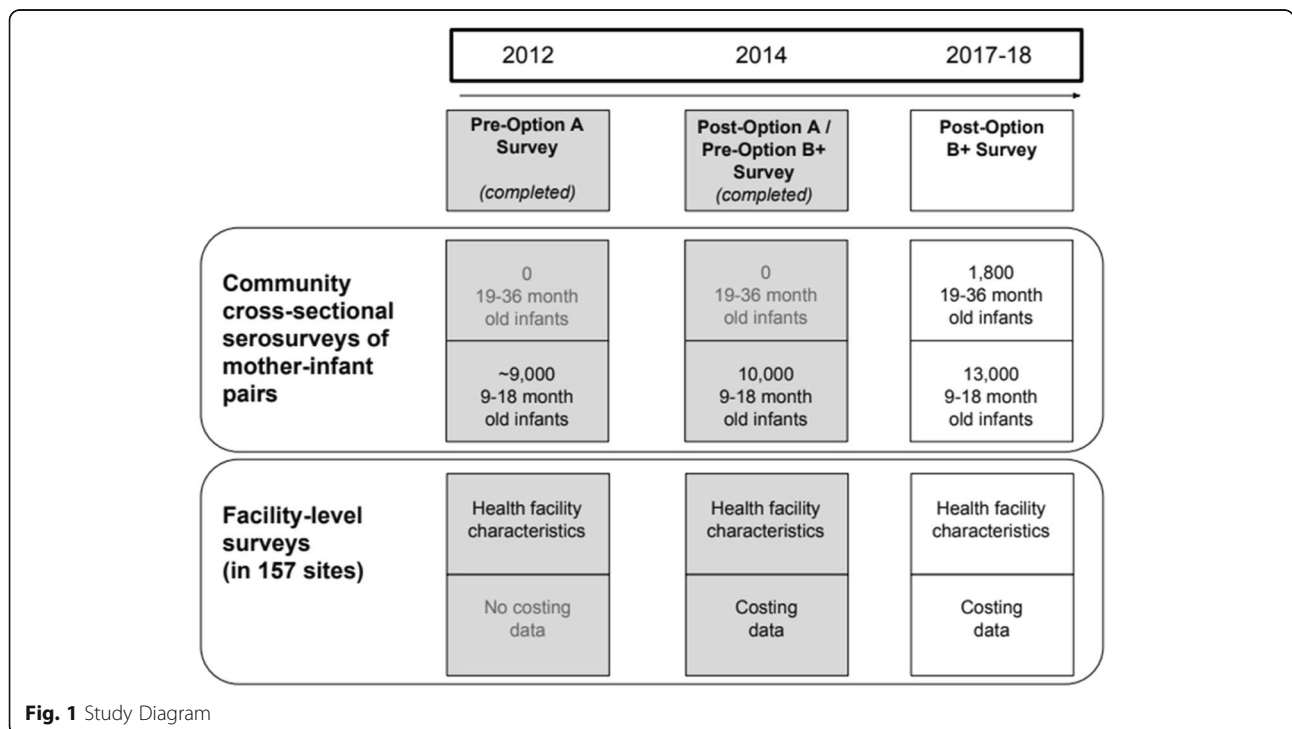 2012 2014 2017-18
Pre-Option A
Survey
(completed)
Post-Option A /
Pre-Option B+
Survey
(completed)
Post-Option
B+ Survey
Community
cross-sectional
serosurveys of
mother-infant
pairs
0
19-36 month
old infants
0
19-36 month
old infants
1,800
19-36 month
old infants
~9,000
9-18 month
old infants
10,000
9-18 month
old infants
13,000
9-18 month
old infants
Facility-level
surveys
(in 157 sites)
Health facility
characteristics
Health facility
characteristics
Health facility
characteristics
No costing
data
Costing
data
Costing
data
Fig. 1 Study Diagram